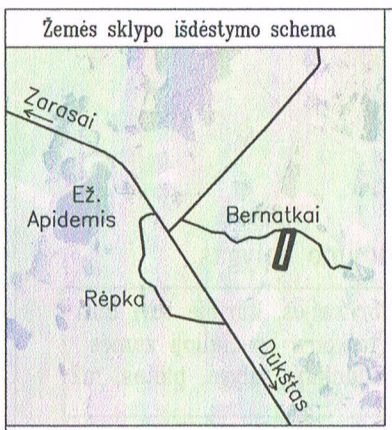 Žemės sklypo išdėstymo schema
Zarasai
Ež.
Apidemis
Bernatkai
Rėpka
Dūkštas